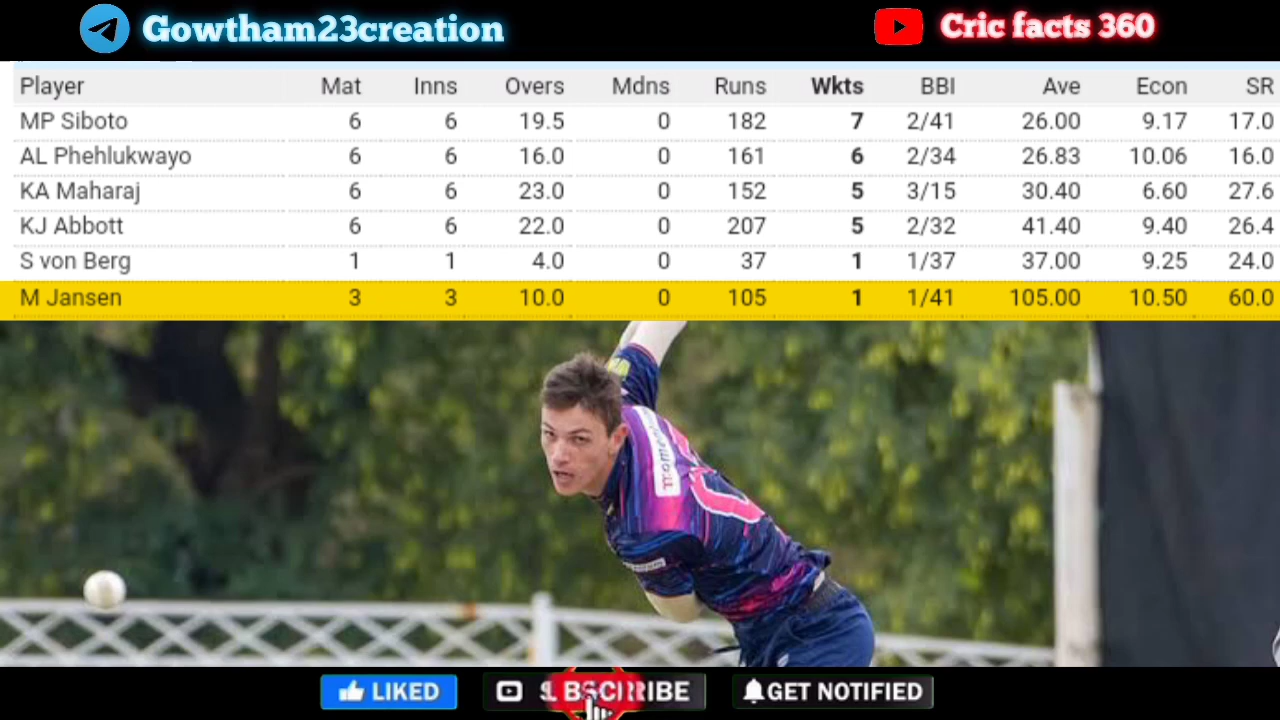 Gowtham23creation
Cric facts 360
Player Mat Inns Overs Mdns Runs Wkts BBI Ave Econ SR
MP Siboto 6 6 19.5 0 182 7 2/41 26.00 9.17 17.0
AL Phehlukwayo 6 6 16.0 0 161 6 2/34 26.83 10.06 16.0
KA Maharaj 6 6 23.0 0 152 5 3/15 30.40 6.60 27.6
KJ Abbott 6 6 22.0 0 207 5 2/32 41.40 9.40 26.4
S von Berg 1 1 4.0 0 37 1 1/37 37.00 9.25 24.0
M Jansen 3 3 10.0 0 105 1 1/41 105.00 10.50 60.0
LIKED
GET NOTIFIED